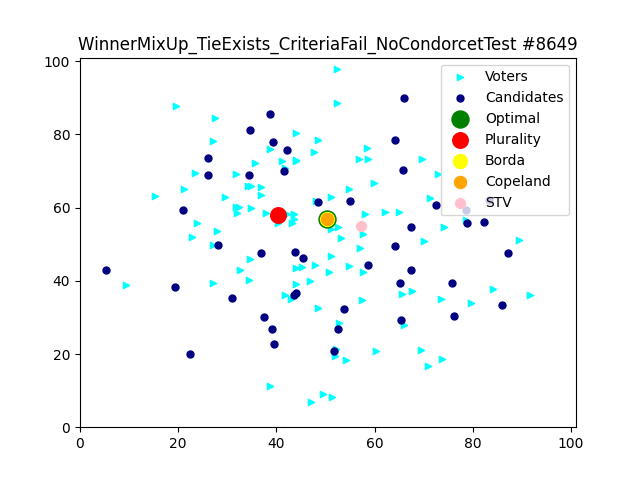 WinnerMixUp_TieExists_CriteriaFail_NoCondorcetTest #8649
100
80
60
40
20
0
0
20
40
60
80
100
Voters
Candidates
Optimal
Plurality
Borda
Copeland
STV